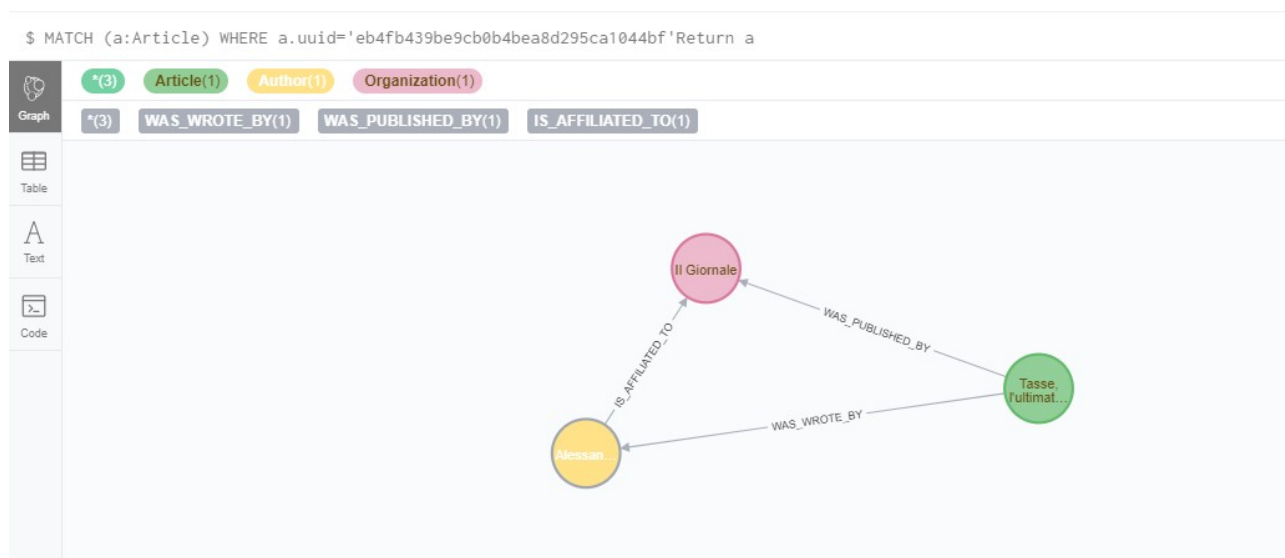 $ MATCH (a:Article) WHERE a.uuid='eb4fb439be9cb0b4bea8d295ca1044bf'Return a
*(3) Article(1) Author(1) Organization(1)
Graph
*(3) WAS_WROTE_BY(1) WAS_PUBLISHED_BY(1) IS_AFFILIATED_TO(1)
Table
Text
Code
Il Giornale
WAS_PUBLISHED_BY
IS_AFFILIATED_TO
Tasse,
l'ultimat...
WAS_WROTE_BY
Alessan...